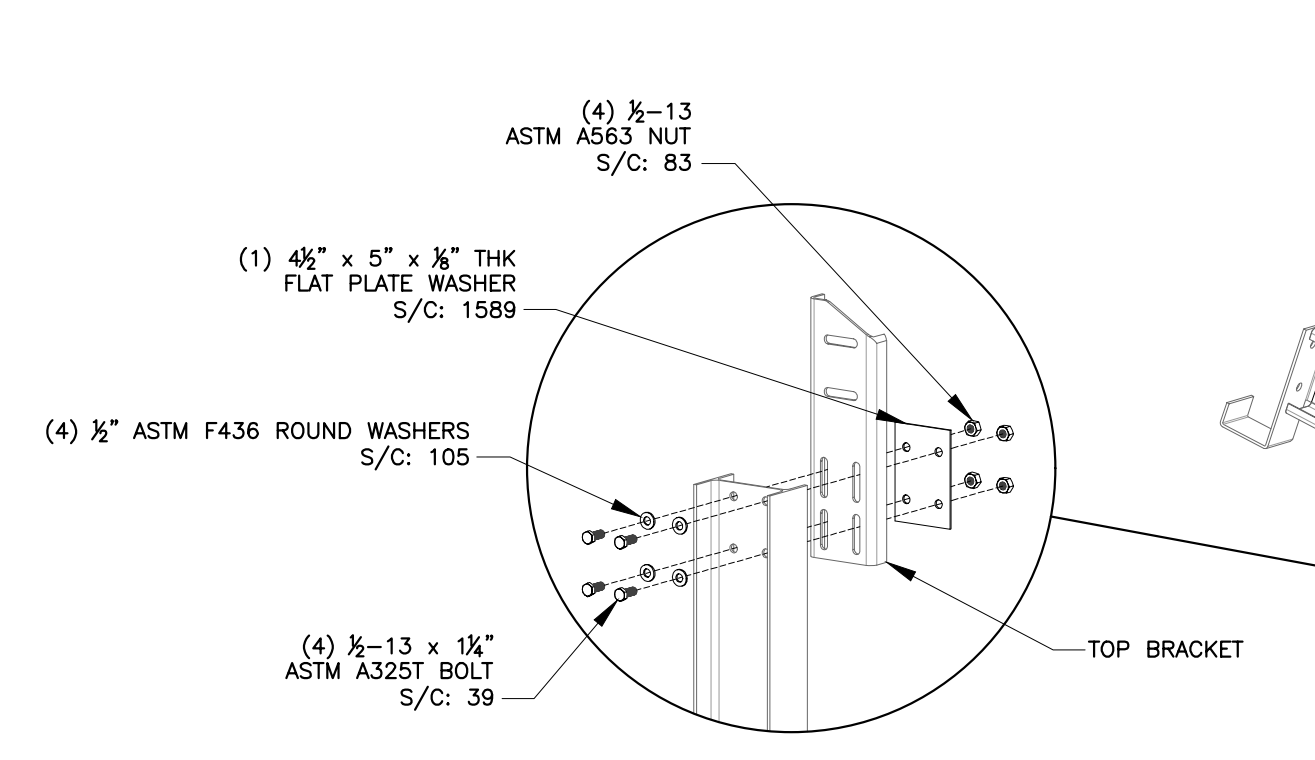 (4) ½–13
ASTM A563 NUT
S/C: 83
(1) 4½” x 5” x ⅛” THK
FLAT PLATE WASHER
S/C: 1589
(4) ½” ASTM F436 ROUND WASHERS
S/C: 105
(4) ½–13 x 1¼”
ASTM A325T BOLT
S/C: 39
TOP BRACKET